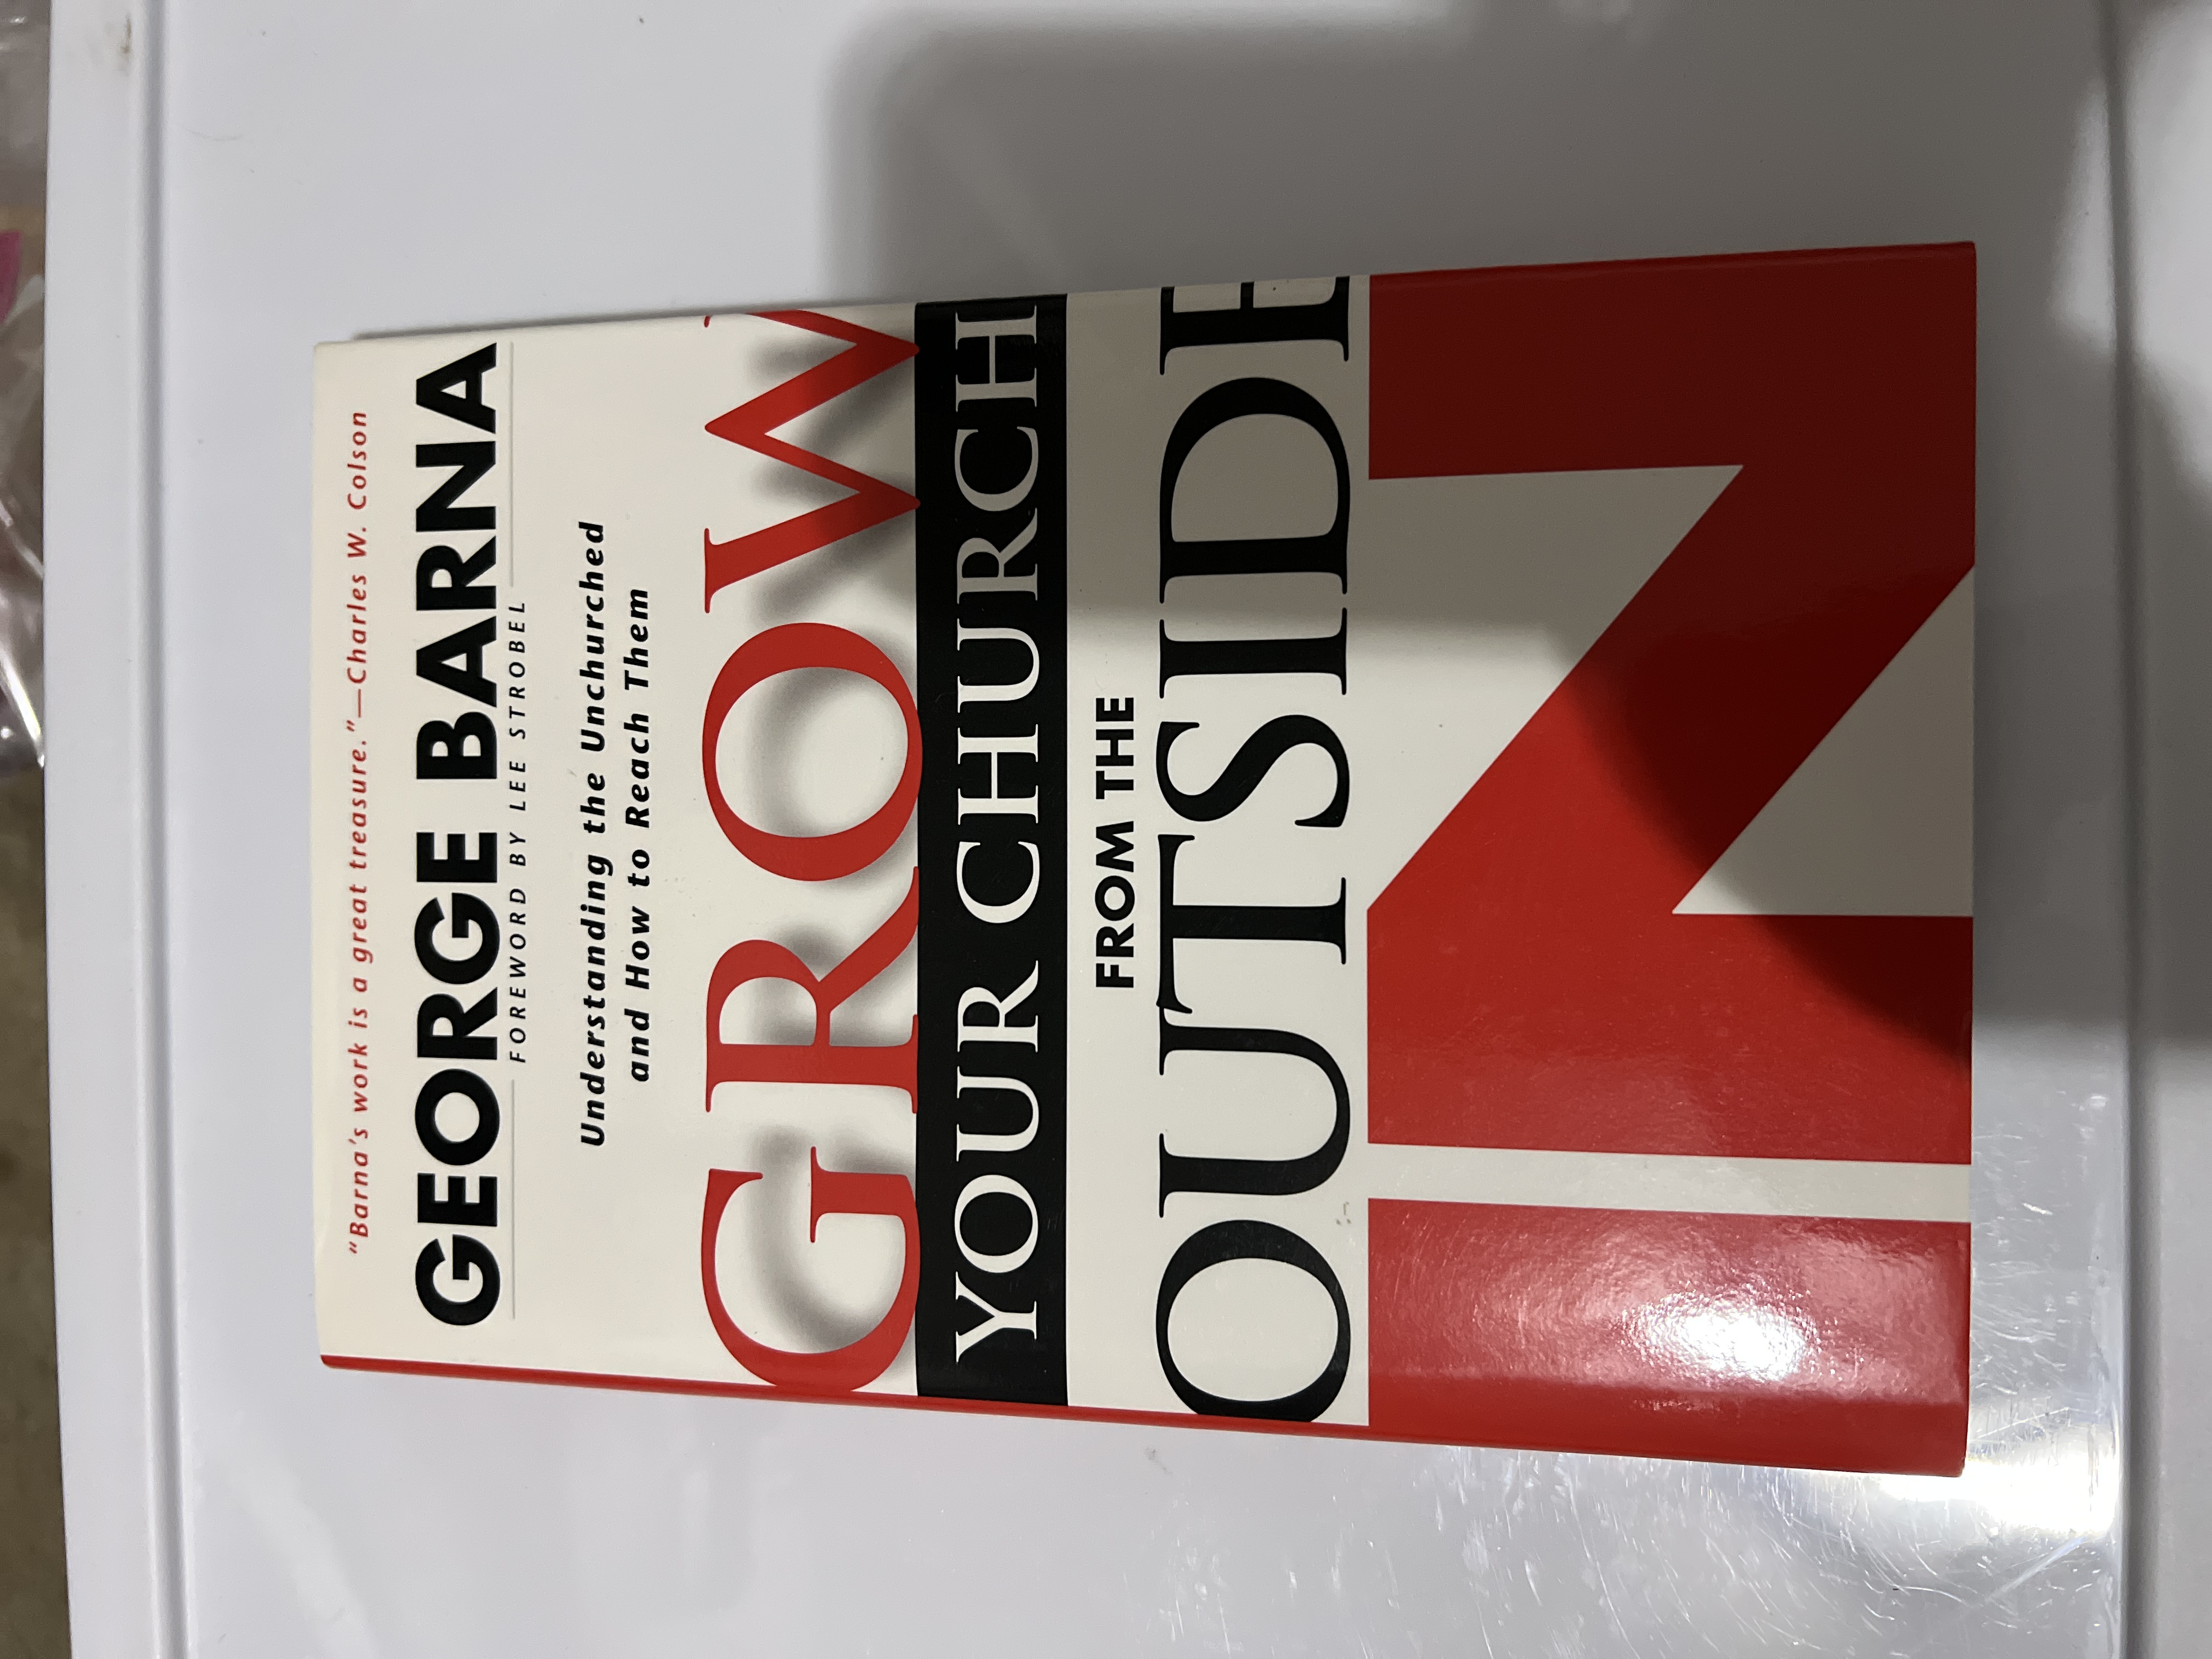 "Barna's work is a great treasure."—Charles W. Colson
GEORGE BARNA
FOREWORD BY LEE STROBEL
Understanding the Unchurched
and How to Reach Them
GROW
YOUR CHURCH
FROM THE
OUTSIDE
IN